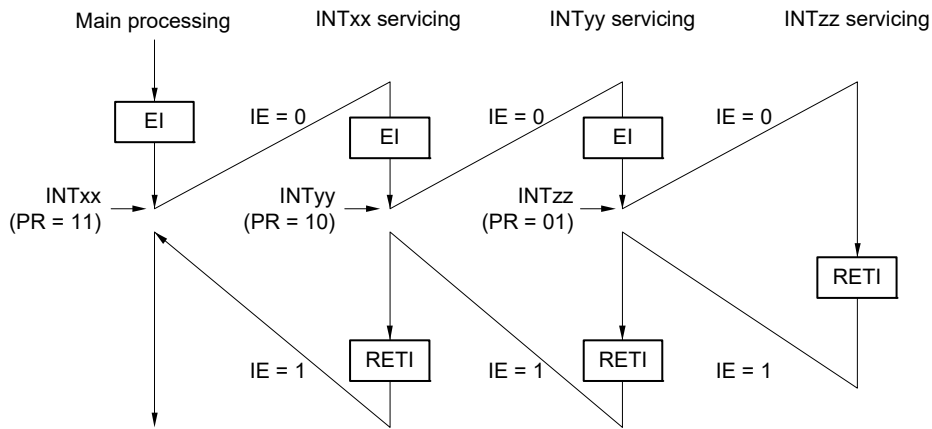 Main processing
INTxx servicing
INTyy servicing
INTzz servicing
IE = 0
IE = 0
IE = 0
EI
EI
EI
INTxx
(PR = 11)
INTyy
(PR = 10)
INTzz
(PR = 01)
RETI
RETI
RETI
IE = 1
IE = 1
IE = 1